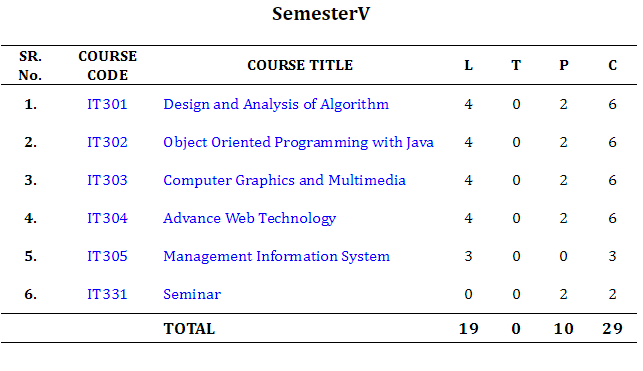 SemesterV
SR. No. COURSE CODE COURSE TITLE L T P C
1. IT301 Design and Analysis of Algorithm 4 0 2 6
2. IT302 Object Oriented Programming with Java 4 0 2 6
3. IT303 Computer Graphics and Multimedia 4 0 2 6
4. IT304 Advance Web Technology 4 0 2 6
5. IT305 Management Information System 3 0 0 3
6. IT331 Seminar 0 0 2 2
TOTAL 19 0 10 29